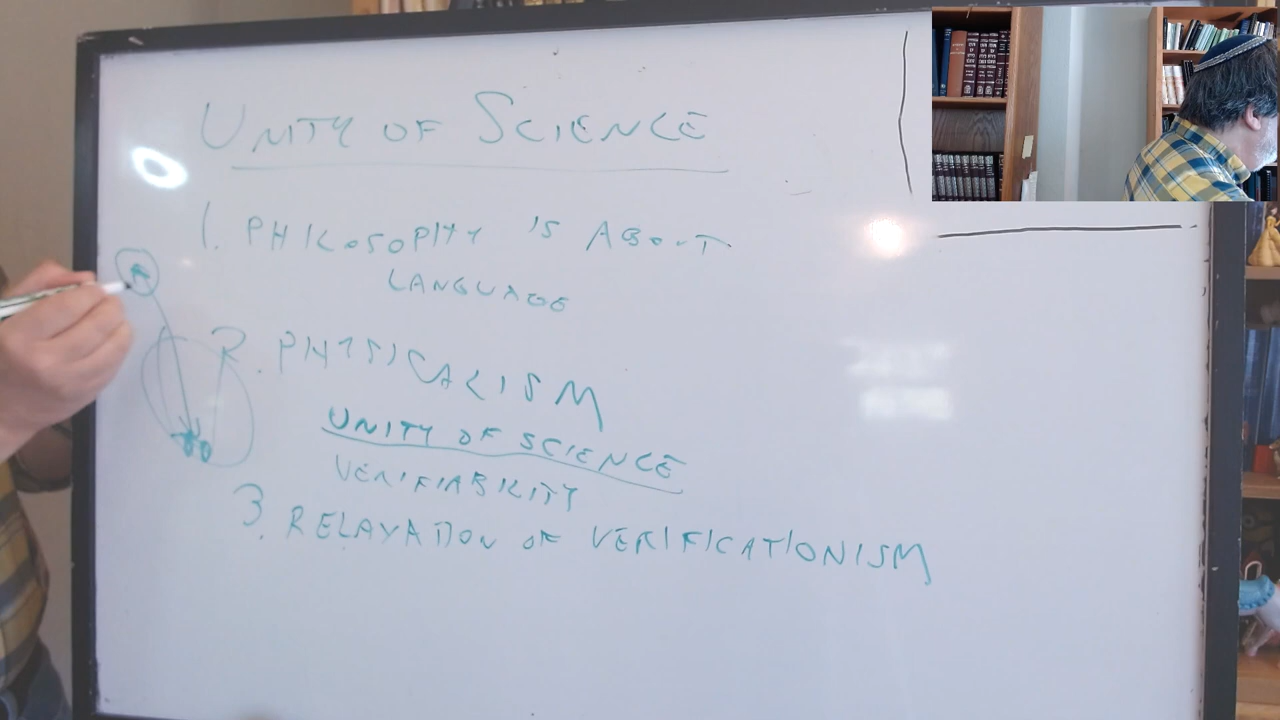 UNITY OF SCIENCE
1. PHILOSOPHY IS ABOUT
LANGUAGE
2. PHYSICALISM
UNITY OF SCIENCE
VERIFIABILITY
3. RELAXATION OF VERIFICATIONISM